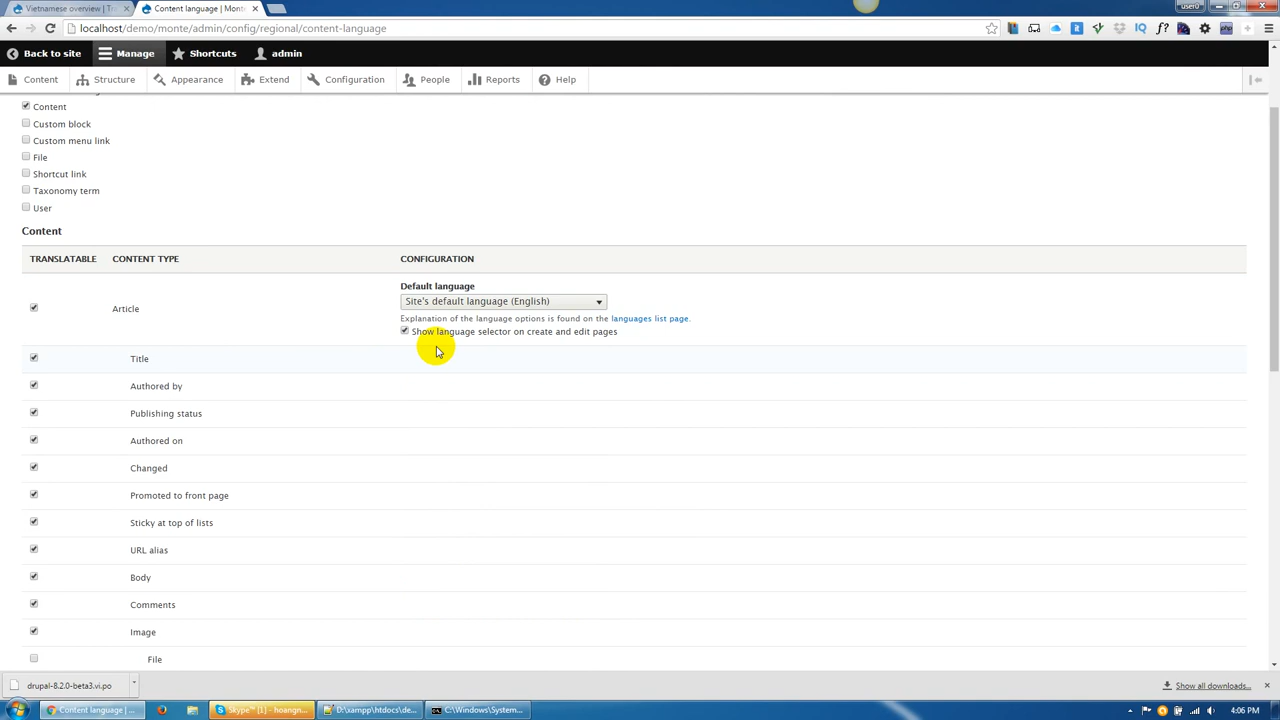 Vietnamese overview | Tr
Content language | Monte
user0
localhost/demo/monte/admin/config/regional/content-language
Back to site
Manage
Shortcuts
admin
Content
Structure
Appearance
Extend
Configuration
People
Reports
Help
Content
Custom block
Custom menu link
File
Shortcut link
Taxonomy term
User
Content
TRANSLATABLE CONTENT TYPE CONFIGURATION
Default language
Site's default language (English)
Article
Explanation of the language options is found on the languages list page.
Show language selector on create and edit pages
Title
Authored by
Publishing status
Authored on
Changed
Promoted to front page
Sticky at top of lists
URL alias
Body
Comments
Image
File
drupal-8.2.0-beta3.vi.po
Show all downloads...
Content language | ...
Skype™ [1] - hoangn...
D:\xampp\htdocs\de...
C:\Windows\System...
4:06 PM